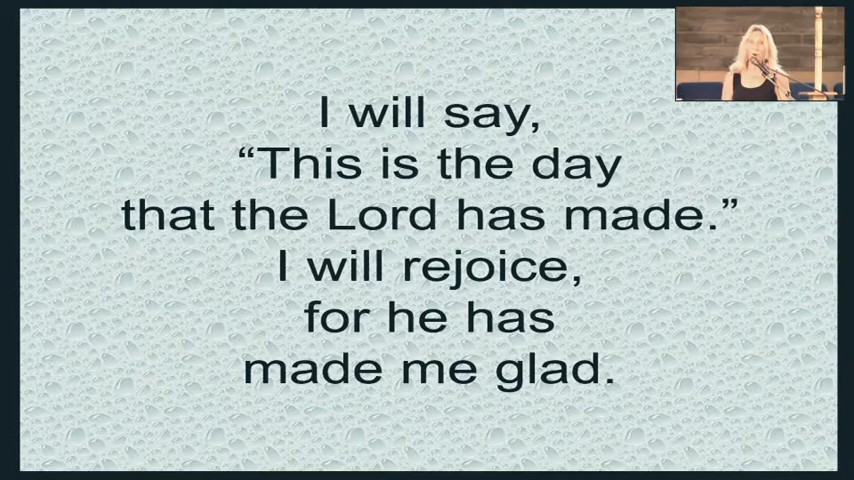 I will say,
“This is the day
that the Lord has made.”
I will rejoice,
for he has
made me glad.